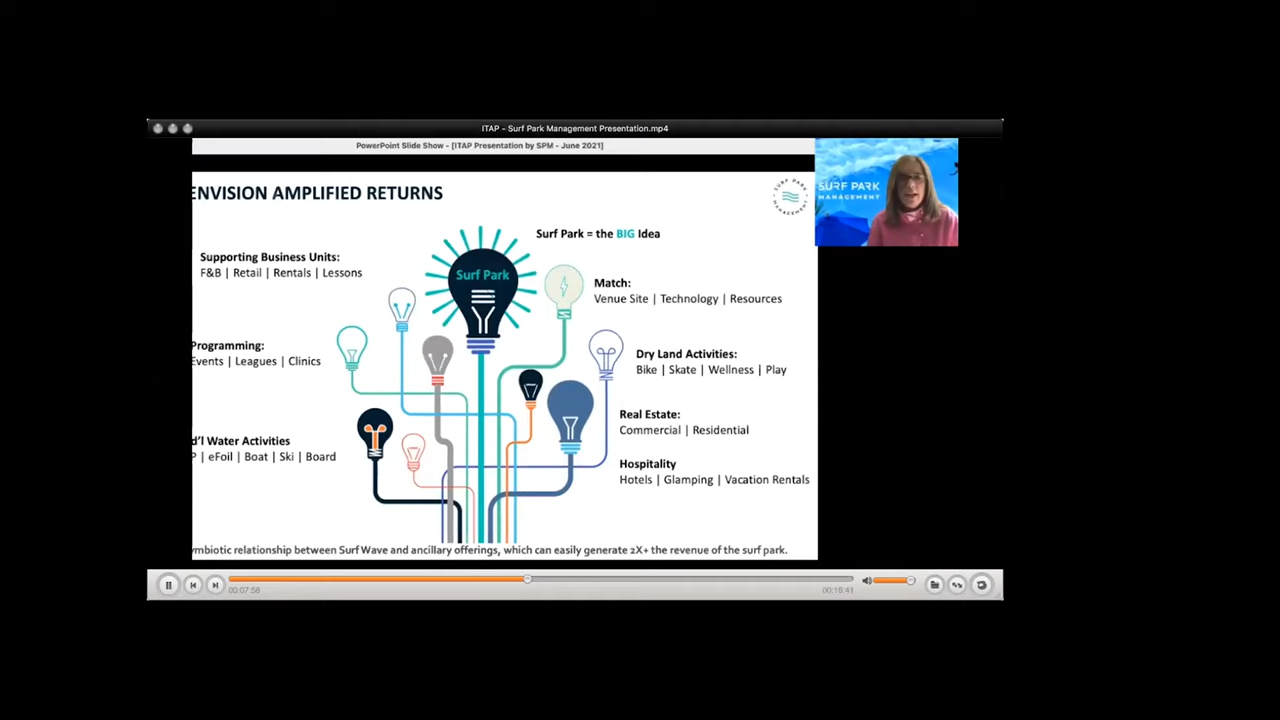 ITAP - Surf Park Management Presentation.mp4
PowerPoint Slide Show - [ITAP Presentation by SPM - June 2021]
ENVISION AMPLIFIED RETURNS
SURF PARK
MANAGEMENT
SURF PARK
MANAGEMENT
Surf Park = the BIG Idea
Supporting Business Units:
F&B | Retail | Rentals | Lessons
Surf Park
Match:
Venue Site | Technology | Resources
Programming:
Events | Leagues | Clinics
Dry Land Activities:
Bike | Skate | Wellness | Play
Real Estate:
Commercial | Residential
d’l Water Activities
P | eFoil | Boat | Ski | Board
Hospitality
Hotels | Glamping | Vacation Rentals
ymbiotic relationship between Surf Wave and ancillary offerings, which can easily generate 2X+ the revenue of the surf park.
00:07:58
00:16:41